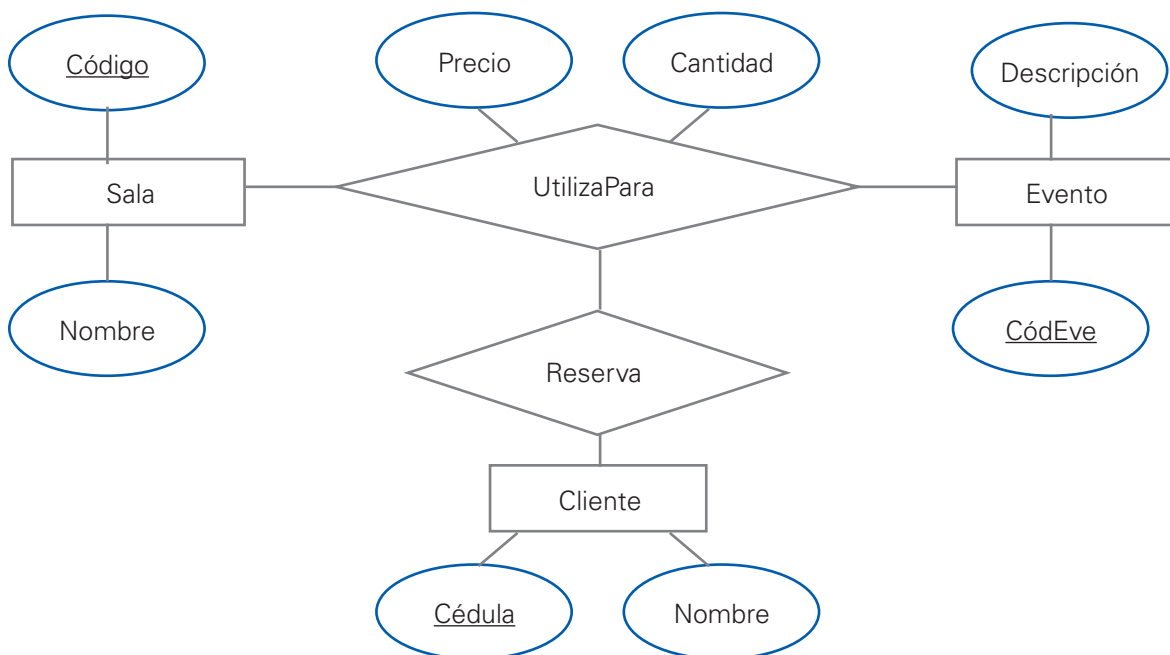 Código
Precio
Cantidad
Descripción
Sala
UtilizaPara
Evento
Nombre
CódEve
Reserva
Cliente
Cédula
Nombre